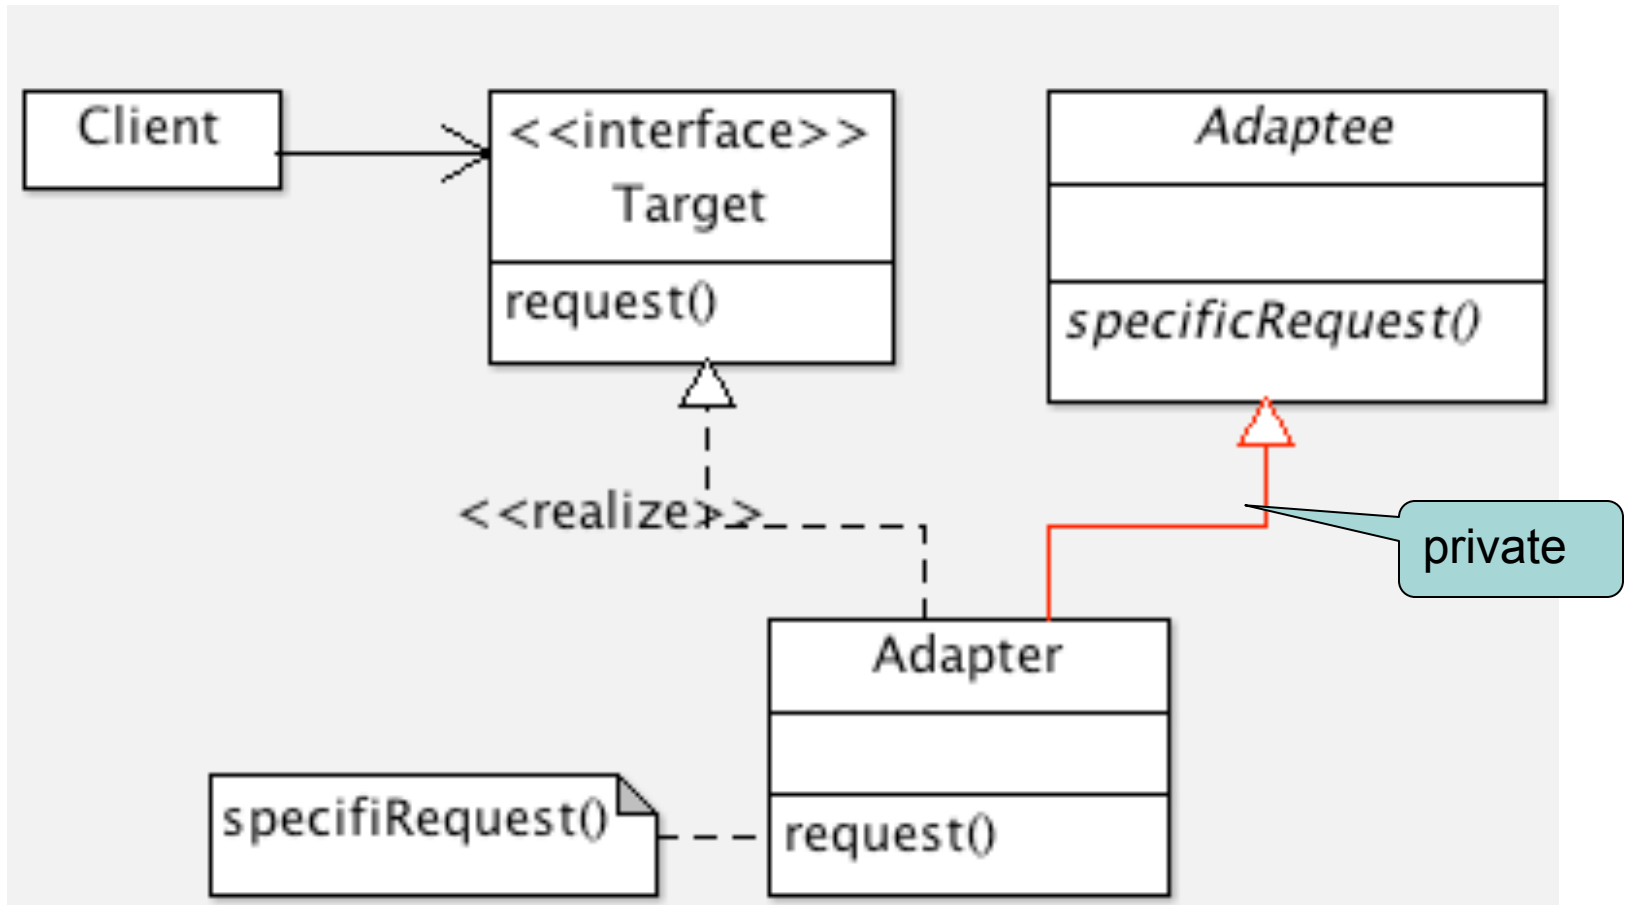 Client
<<interface>>
Target
request()
Adaptee
specificRequest()
<<realize>>
private
Adapter
request()
specifiRequest()